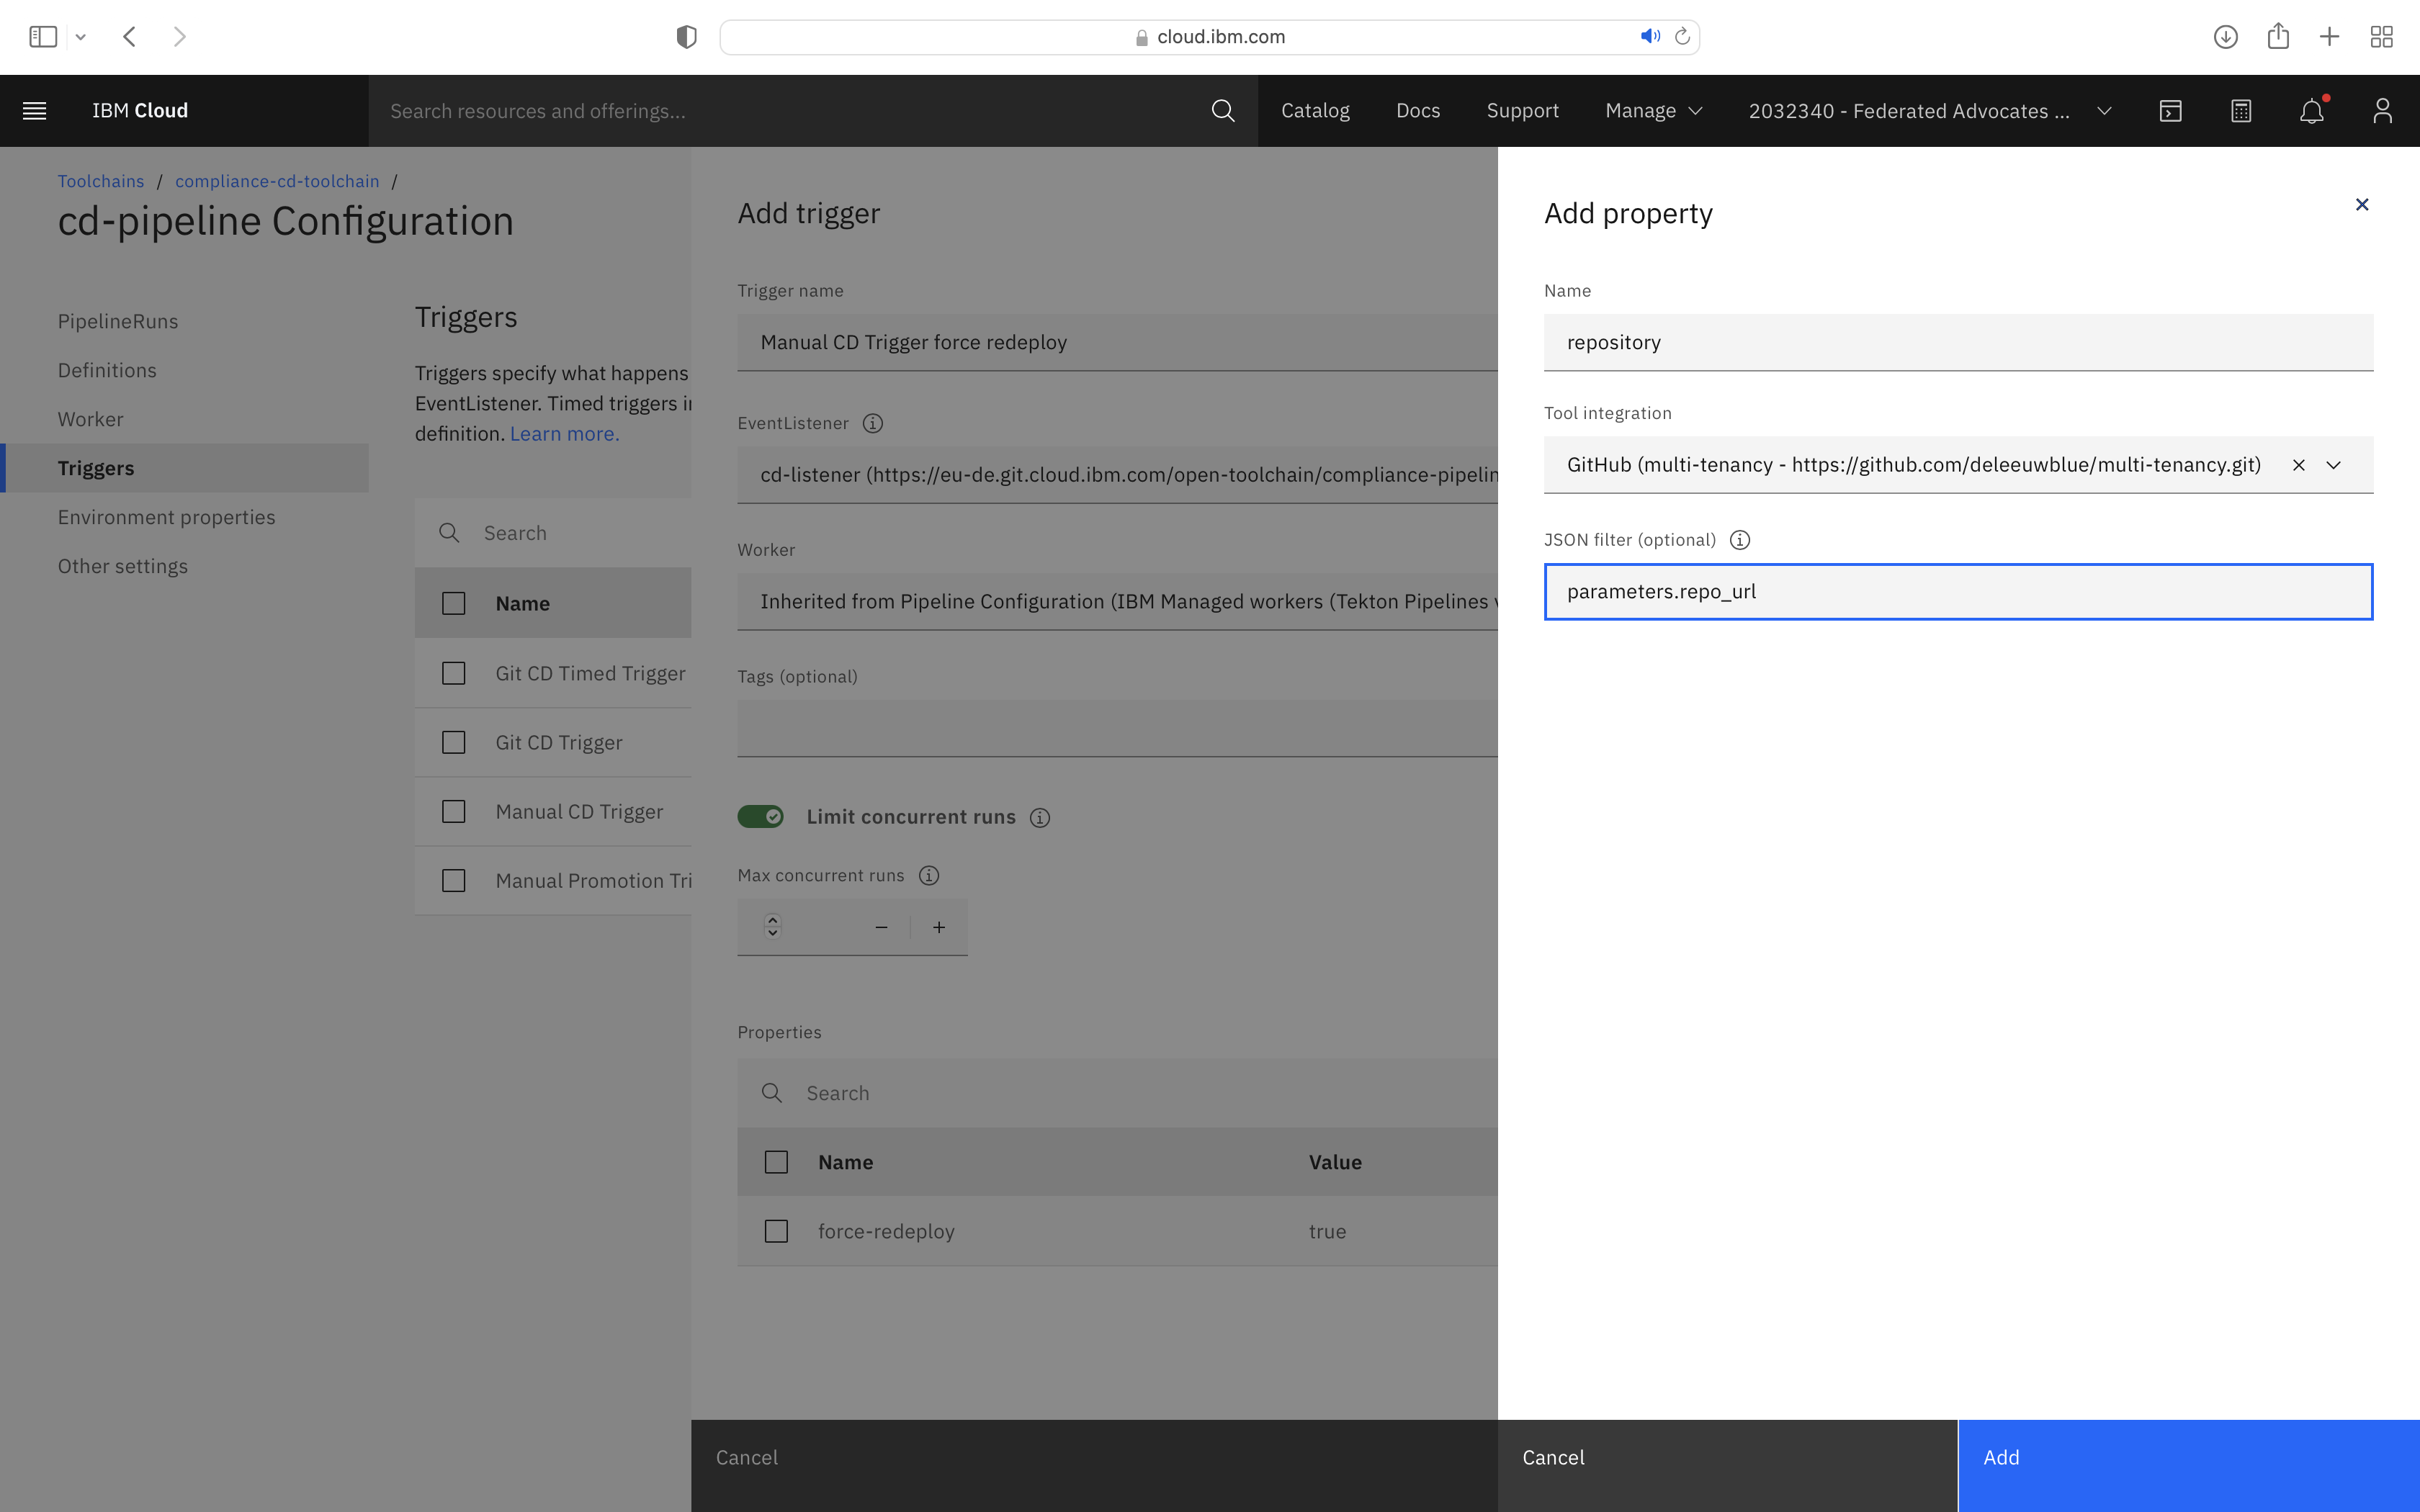 cloud.ibm.com
IBM Cloud
Search resources and offerings...
Catalog
Docs
Support
Manage
2032340 - Federated Advocates ...
Toolchains / compliance-cd-toolchain /
cd-pipeline Configuration
PipelineRuns
Definitions
Worker
Triggers
Environment properties
Other settings
Triggers
Triggers specify what happens
EventListener. Timed triggers
definition. Learn more.
Search
Name
Git CD Timed Trigger
Git CD Trigger
Manual CD Trigger
Manual Promotion Tri
Add trigger
Trigger name
Manual CD Trigger force redeploy
EventListener
cd-listener (https://eu-de.git.cloud.ibm.com/open-toolchain/compliance-pipelin
Worker
Inherited from Pipeline Configuration (IBM Managed workers (Tekton Pipelines v
Tags (optional)
Limit concurrent runs
Max concurrent runs
Properties
Search
Name Value
force-redeploy true
Cancel
Add property
Name
repository
Tool integration
GitHub (multi-tenancy - https://github.com/deleeuwblue/multi-tenancy.git)
JSON filter (optional)
parameters.repo_url
Cancel
Add